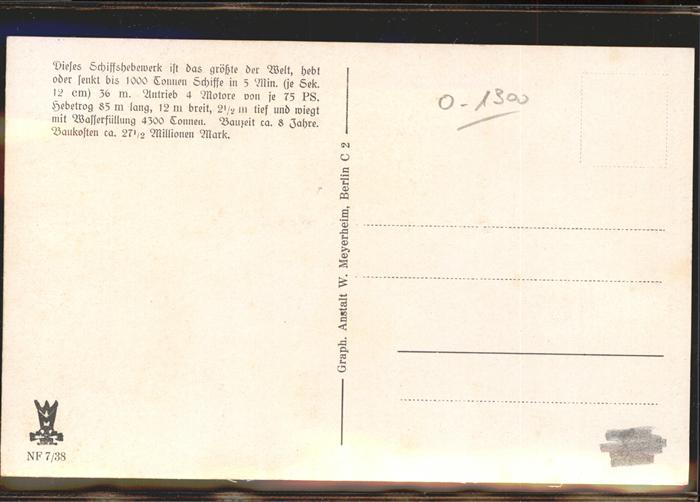 Dieses Schiffshebewerk ist das größte der Welt, hebt
oder senkt bis 1000 Tonnen Schiffe in 5 Min. (je Sek.
12 cm) 36 m. Antrieb 4 Motore von je 75 PS.
Hebetrog 85 m lang, 12 m breit, 2½ m tief und wiegt
mit Wasserfüllung 4300 Tonnen. Bauzeit ca. 8 Jahre.
Baukosten ca. 27½ Millionen Mark.
NF 7/38
Graph. Anstalt W. Meyerheim, Berlin C 2
O-1300